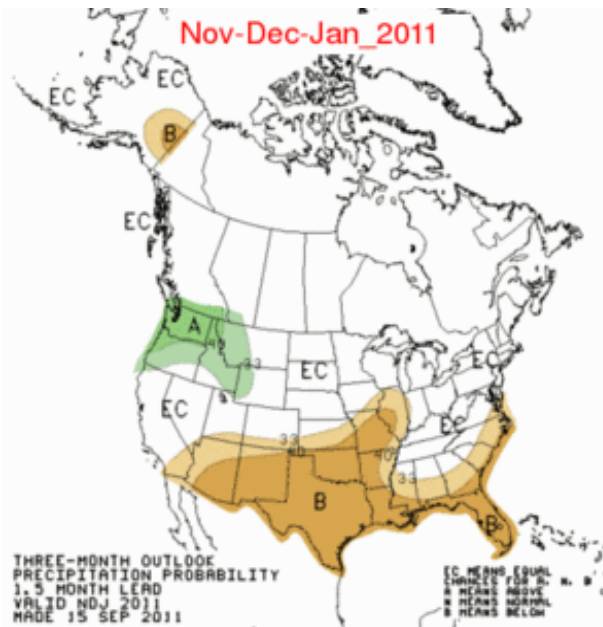 Nov-Dec-Jan_2011
EC
EC
B
EC
A
40
33
EC
EC
EC
EC
33
40
40
33
B
B
THREE-MONTH OUTLOOK
PRECIPITATION PROBABILITY
1.5 MONTH LEAD
VALID NDJ 2011
MADE 15 SEP 2011
EC MEANS EQUAL
CHANCES FOR A, N, B
A MEANS ABOVE
N MEANS NORMAL
B MEANS BELOW